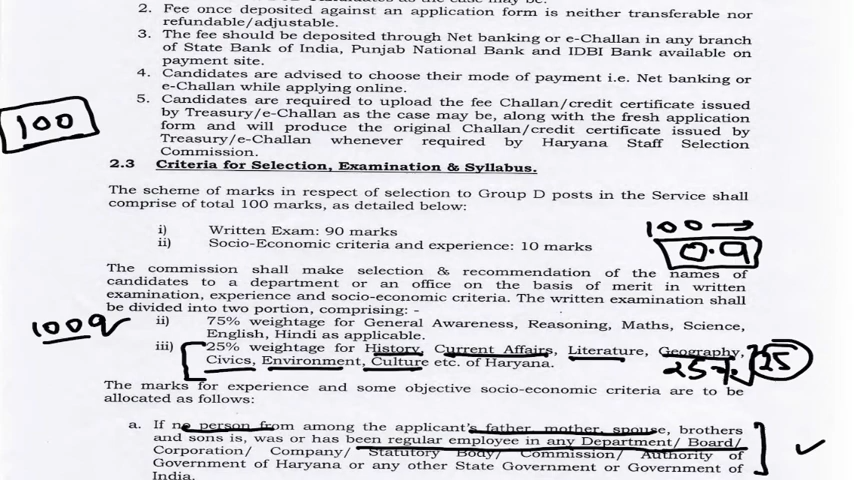 2. Fee once deposited against an application form is neither transferable nor
refundable/adjustable.
3. The fee should be deposited through Net banking or e-Challan in any branch
of State Bank of India, Punjab National Bank and IDBI Bank available on
payment site.
4. Candidates are advised to choose their mode of payment i.e. Net banking or
e-Challan while applying online.
5. Candidates are required to upload the fee Challan/credit certificate issued
by Treasury/e-Challan as the case may be, along with the fresh application
form and will produce the original Challan/credit certificate issued by
Treasury/e-Challan whenever required by Haryana Staff Selection
Commission.
100
2.3 Criteria for Selection, Examination & Syllabus.
The scheme of marks in respect of selection to Group D posts in the Service shall
comprise of total 100 marks, as detailed below:
i) Written Exam: 90 marks
ii) Socio-Economic criteria and experience: 10 marks
100 →
0.9
The commission shall make selection & recommendation of the names of
candidates to a department or an office on the basis of merit in written
examination, experience and socio-economic criteria. The written examination shall
be divided into two portion, comprising: -
100q
ii) 75% weightage for General Awareness, Reasoning, Maths, Science,
English, Hindi as applicable.
iii) 25% weightage for History, Current Affairs, Literature, Geography,
Civics, Environment, Culture etc. of Haryana.
25%
25
The marks for experience and some objective socio-economic criteria are to be
allocated as follows:
a. If no person from among the applicant's father, mother, spouse, brothers
and sons is, was or has been regular employee in any Department/ Board/
Corporation/ Company/ Statutory Body/ Commission/ Authority of
Government of Haryana or any other State Government or Government of
India.